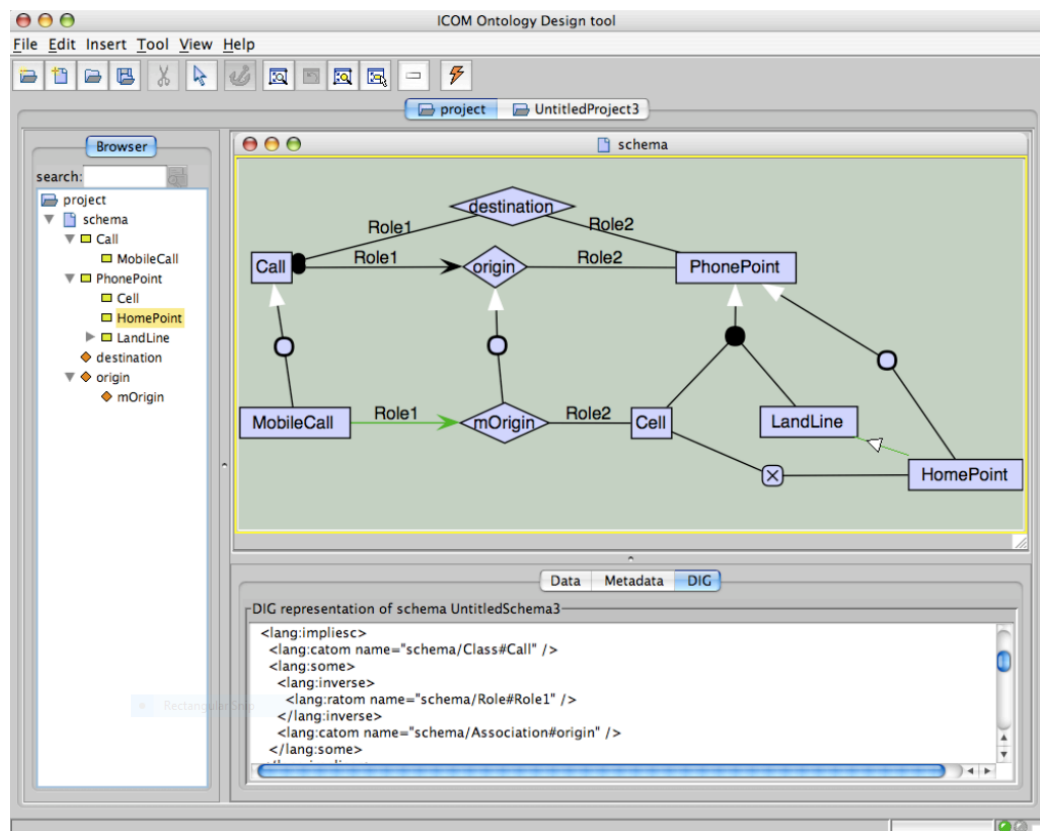 ICOM Ontology Design tool
File Edit Insert Tool View Help
project UntitledProject3
Browser
search:
project
schema
Call
MobileCall
PhonePoint
Cell
HomePoint
LandLine
destination
origin
mOrigin
schema
destination
Role1 Role2
Call Role1 origin Role2 PhonePoint
MobileCall Role1 mOrigin Role2 Cell LandLine
HomePoint
Data Metadata DIG
DIG representation of schema UntitledSchema3
<lang:impliesc>
<lang:catom name="schema/Class#Call" />
<lang:some>
<lang:inverse>
<lang:ratom name="schema/Role#Role1" />
</lang:inverse>
<lang:catom name="schema/Association#origin" />
</lang:some>
Rectangular Snip